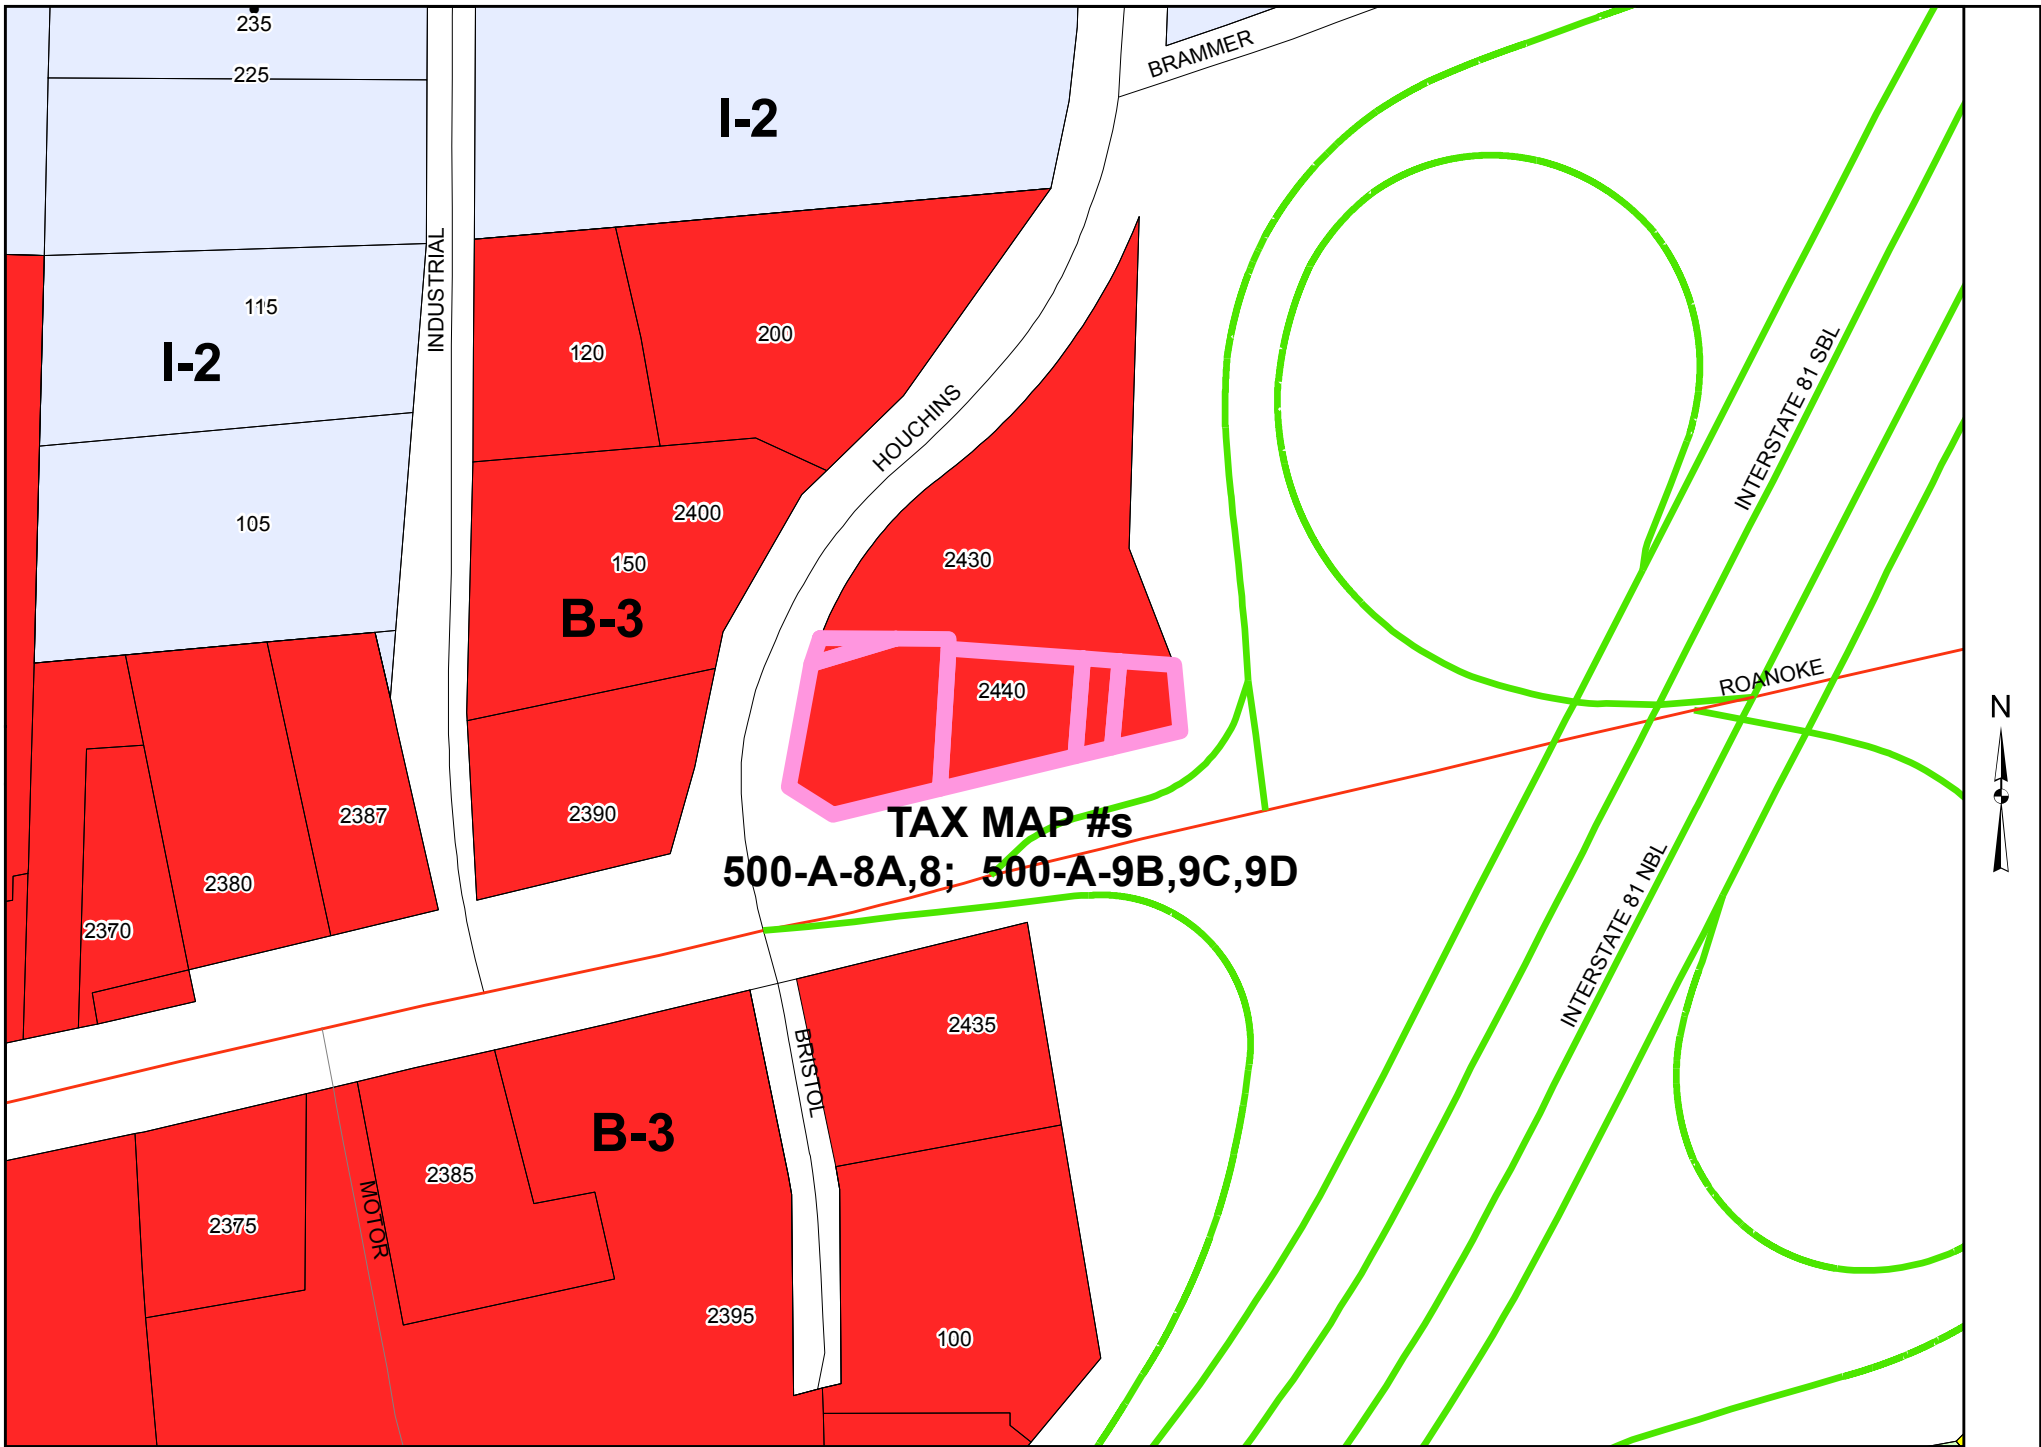 235
225
BRAMMER
I-2
INDUSTRIAL
115
I-2
120
200
INTERSTATE 81 SBL
HOUCHINS
105
2400
150
B-3
2430
2440
ROANOKE
N
2387
2390
TAX MAP #s
500-A-8A,8; 500-A-9B,9C,9D
2380
2370
INTERSTATE 81 NBL
2435
BRISTOL
B-3
2385
MOTOR
2375
2395
100